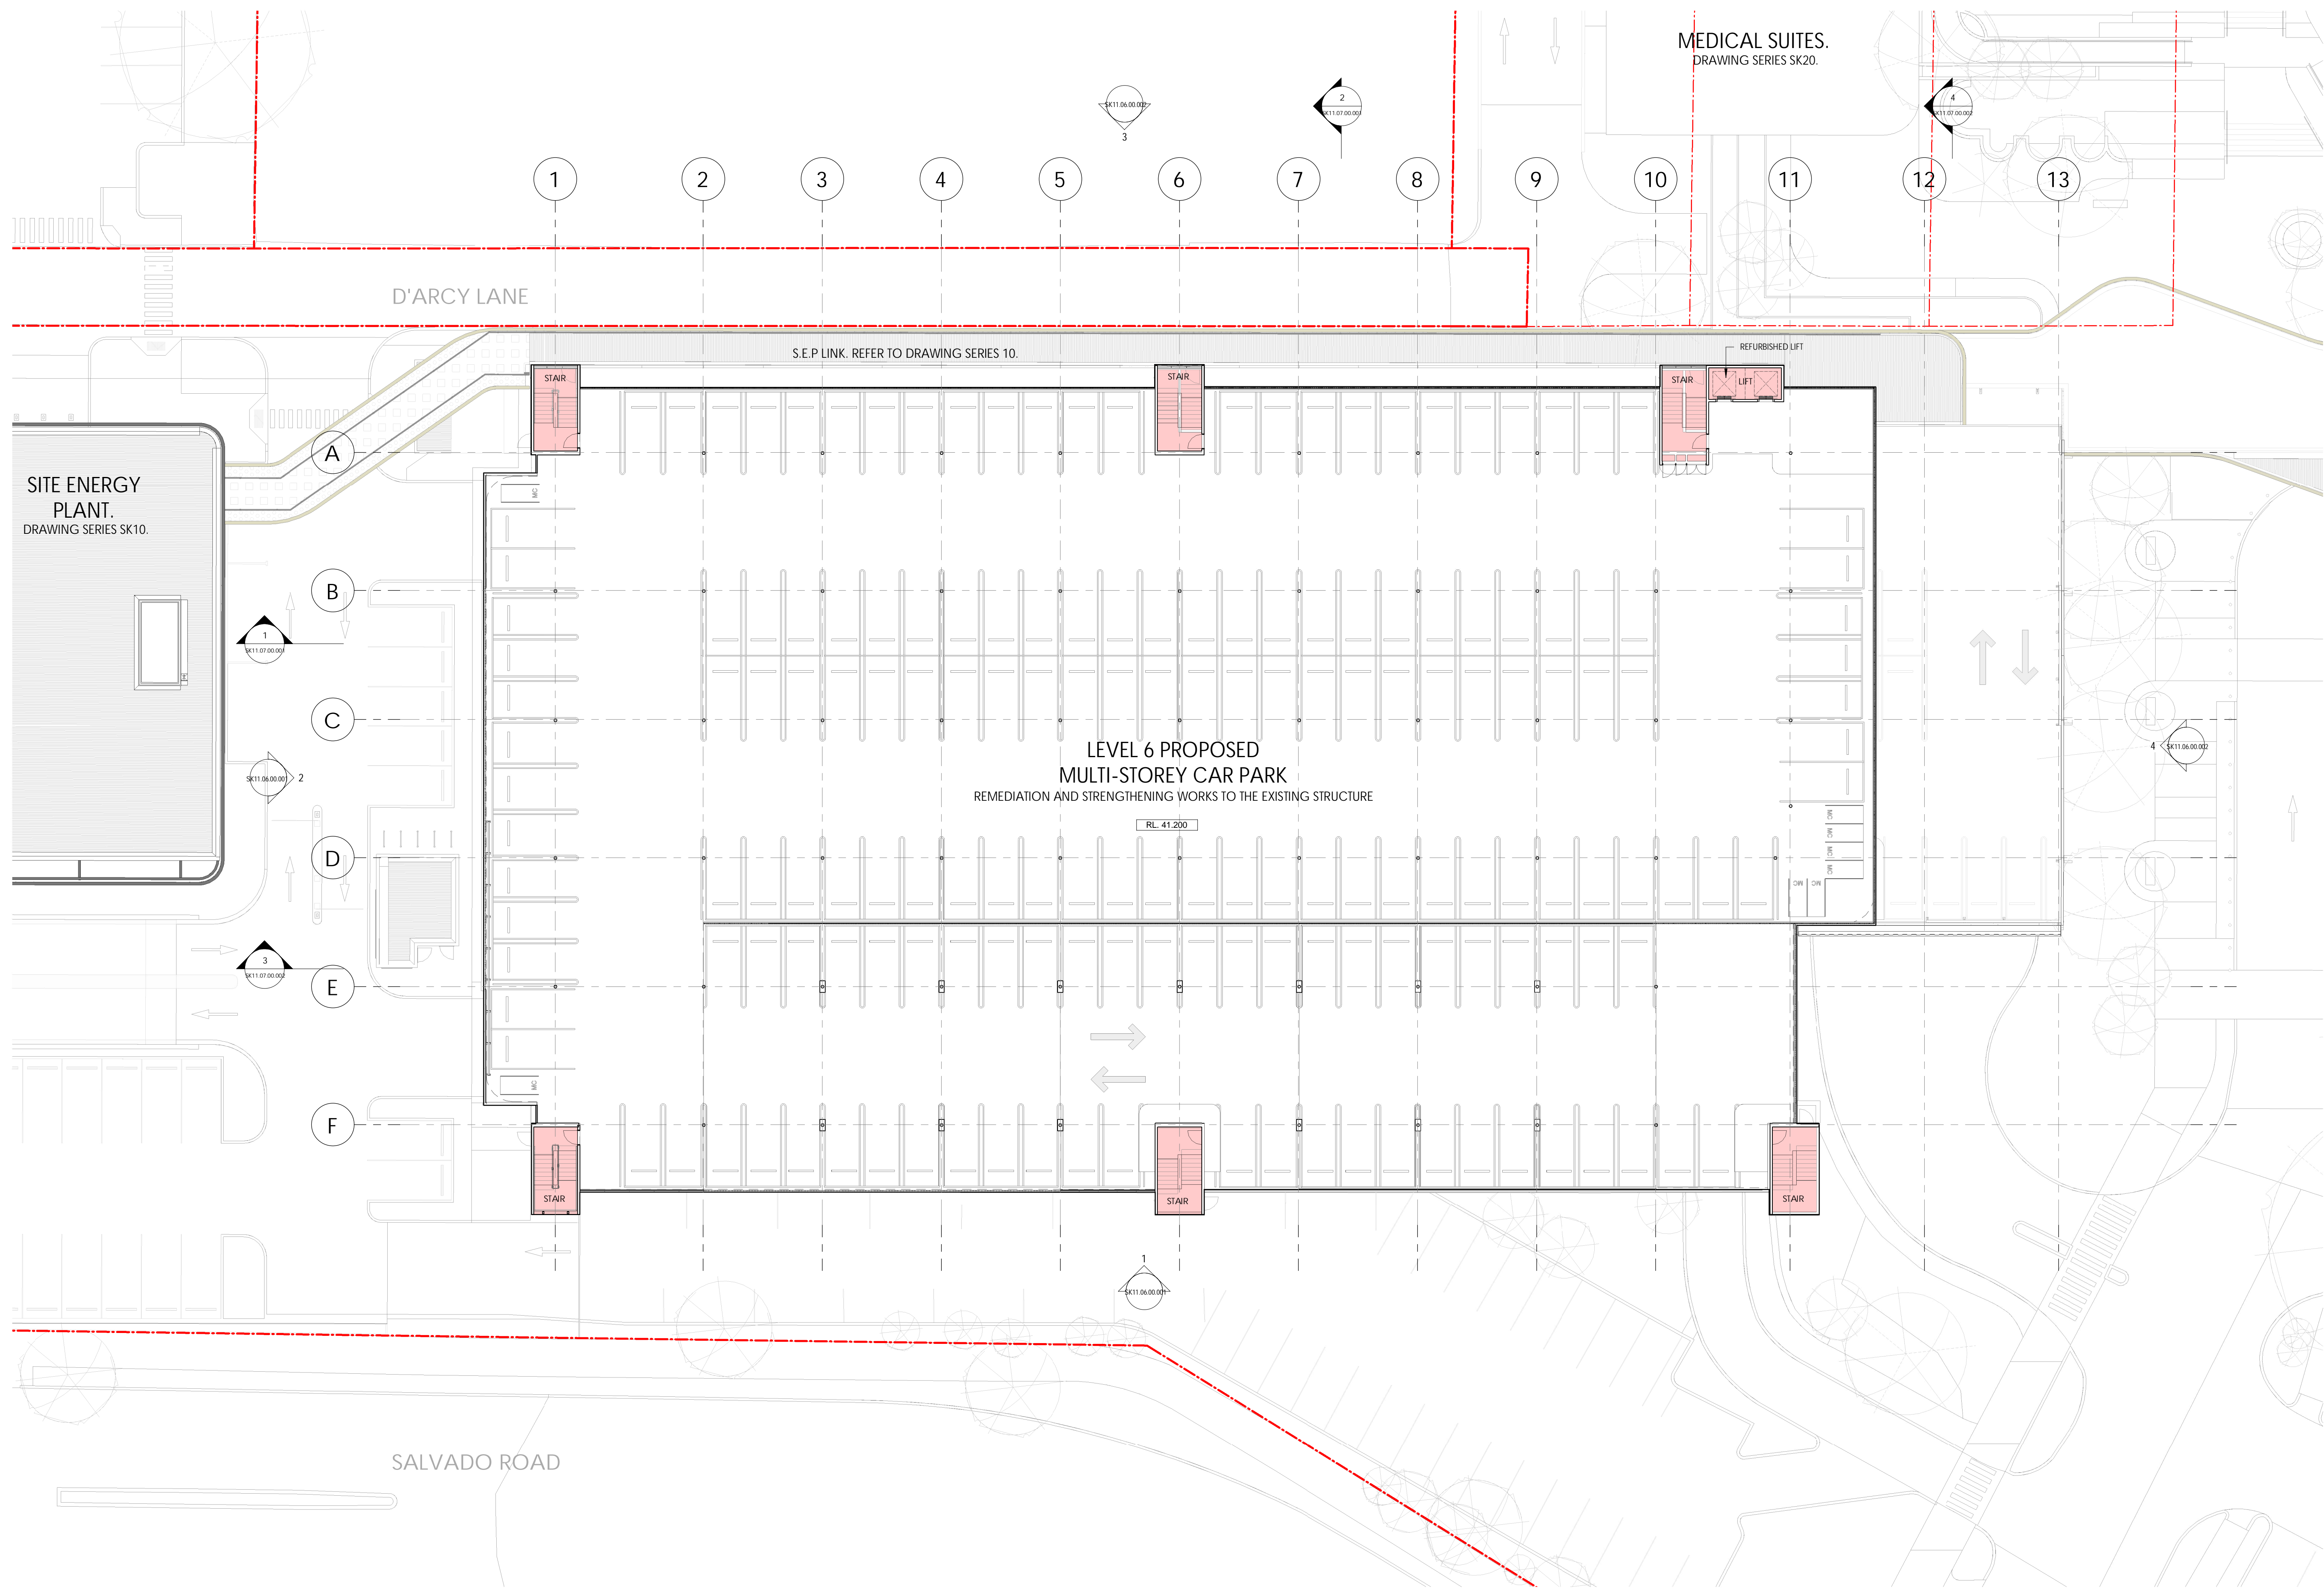 MEDICAL SUITES.
DRAWING SERIES SK20.
SK11.06.00.002
3
2
SK11.07.00.001
4
SK11.07.00.002
1
2
3
4
5
6
7
8
9
10
11
12
13
D'ARCY LANE
S.E.P LINK. REFER TO DRAWING SERIES 10.
REFURBISHED LIFT
STAIR
STAIR
STAIR
LIFT
A
SITE ENERGY
PLANT.
DRAWING SERIES SK10.
MC
B
1
SK11.07.00.001
C
SK11.06.00.001
2
LEVEL 6 PROPOSED
MULTI-STOREY CAR PARK
REMEDIATION AND STRENGTHENING WORKS TO THE EXISTING STRUCTURE
RL. 41.200
4
SK11.06.00.002
MC
MC
MC
MC
MC
MC
D
3
SK11.07.00.002
E
MC
F
STAIR
STAIR
STAIR
1
SK11.06.00.001
SALVADO ROAD